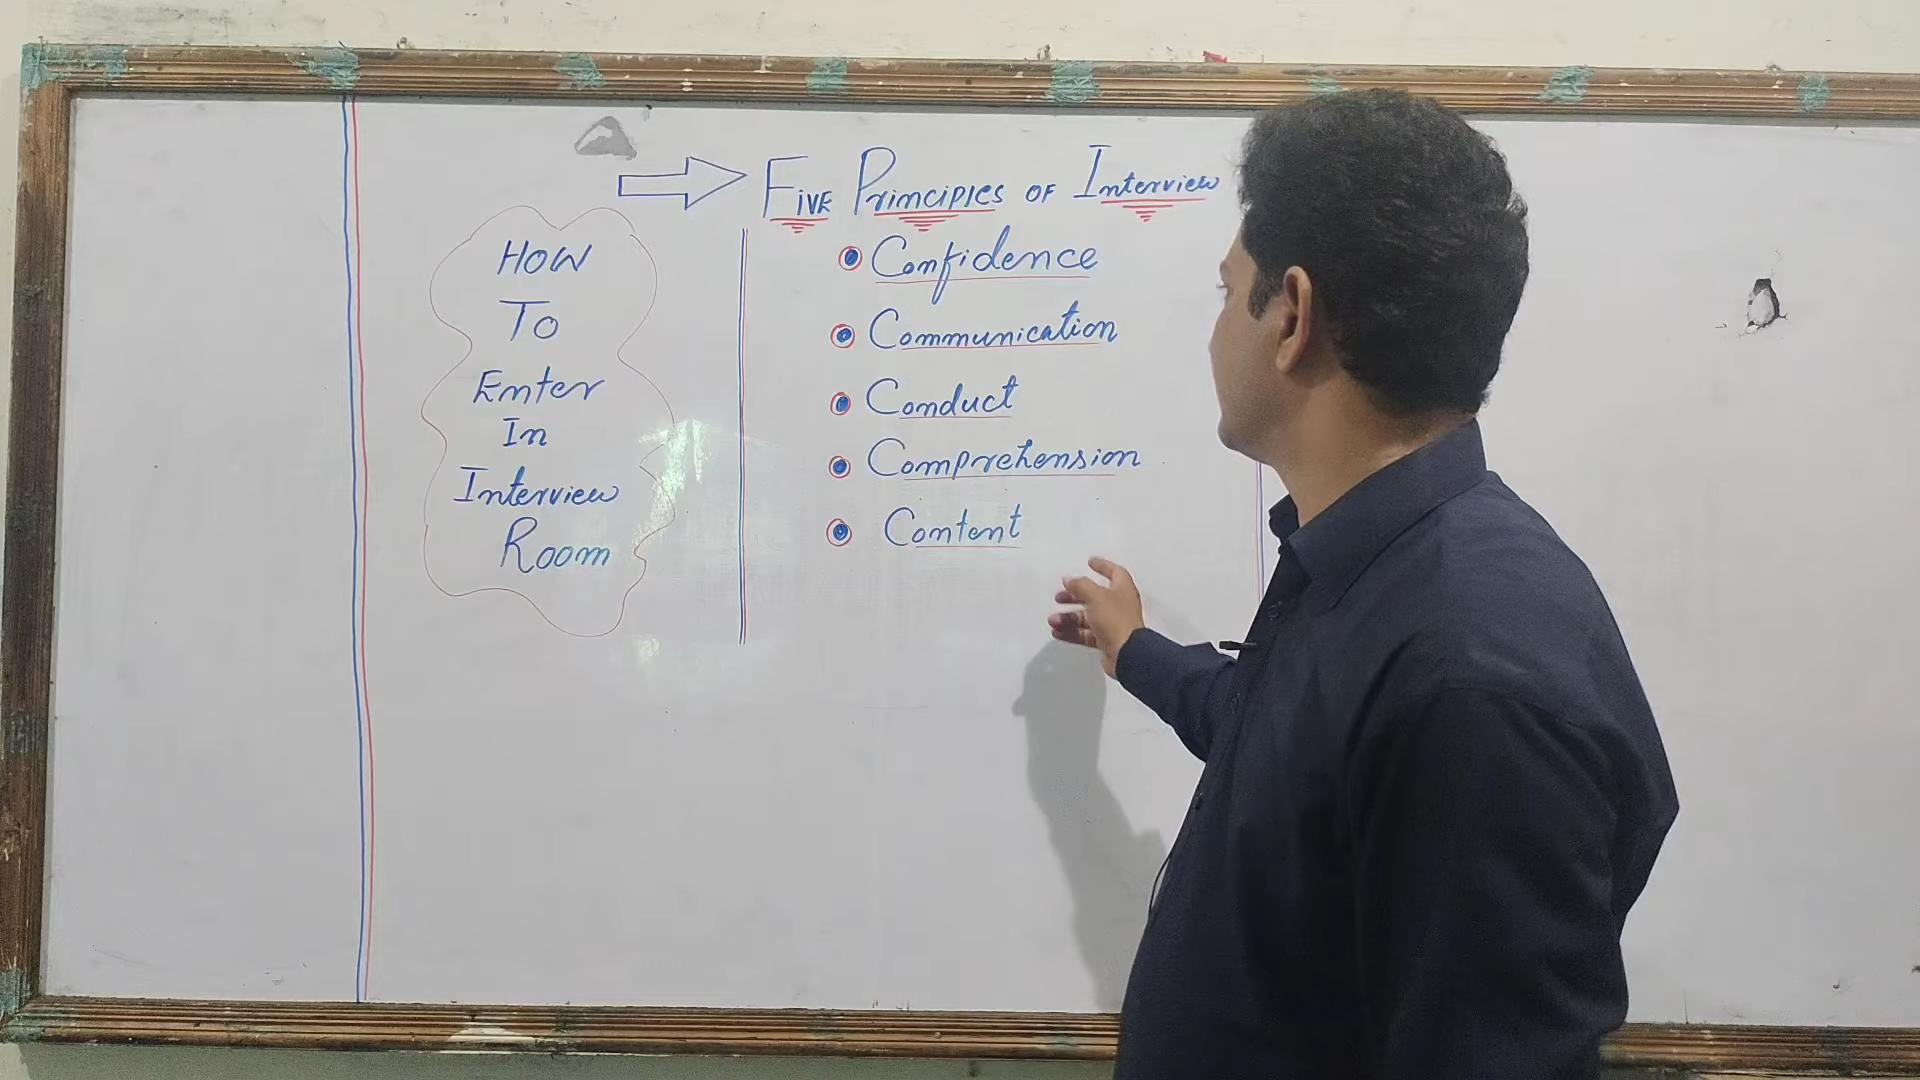 Five Principles of Interview
How
To
Enter
In
Interview
Room
Confidence
Communication
Conduct
Comprehension
Content